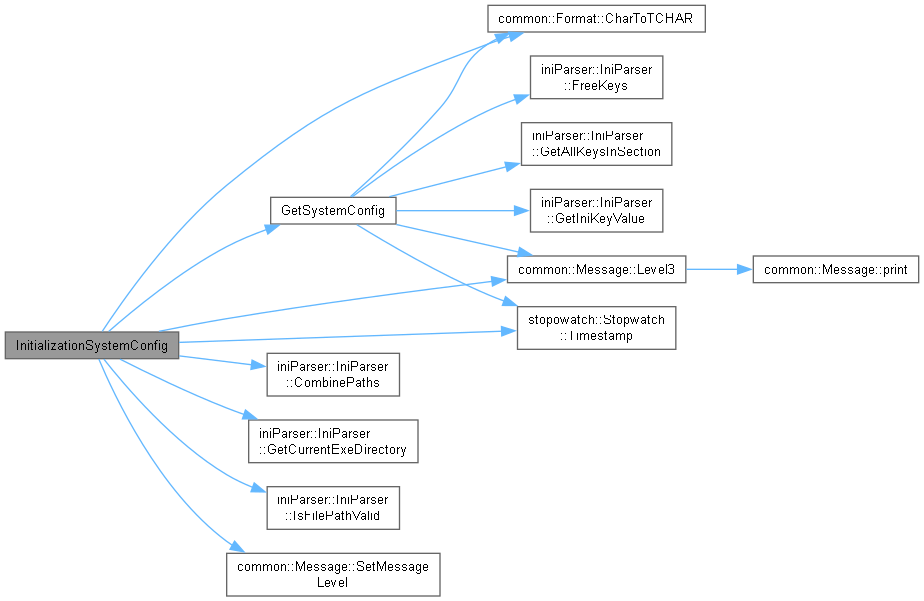 common::Format::CharToTCHAR
iniParser::IniParser
::FreeKeys
iniParser::IniParser
::GetAllKeysInSection
GetSystemConfig
iniParser::IniParser
::GetIniKeyValue
common::Message::Level3
common::Message::print
stopowatch::Stopwatch
::Timestamp
InitializationSystemConfig
iniParser::IniParser
::CombinePaths
iniParser::IniParser
::GetCurrentExeDirectory
iniParser::IniParser
::IsFilePathValid
common::Message::SetMessage
Level